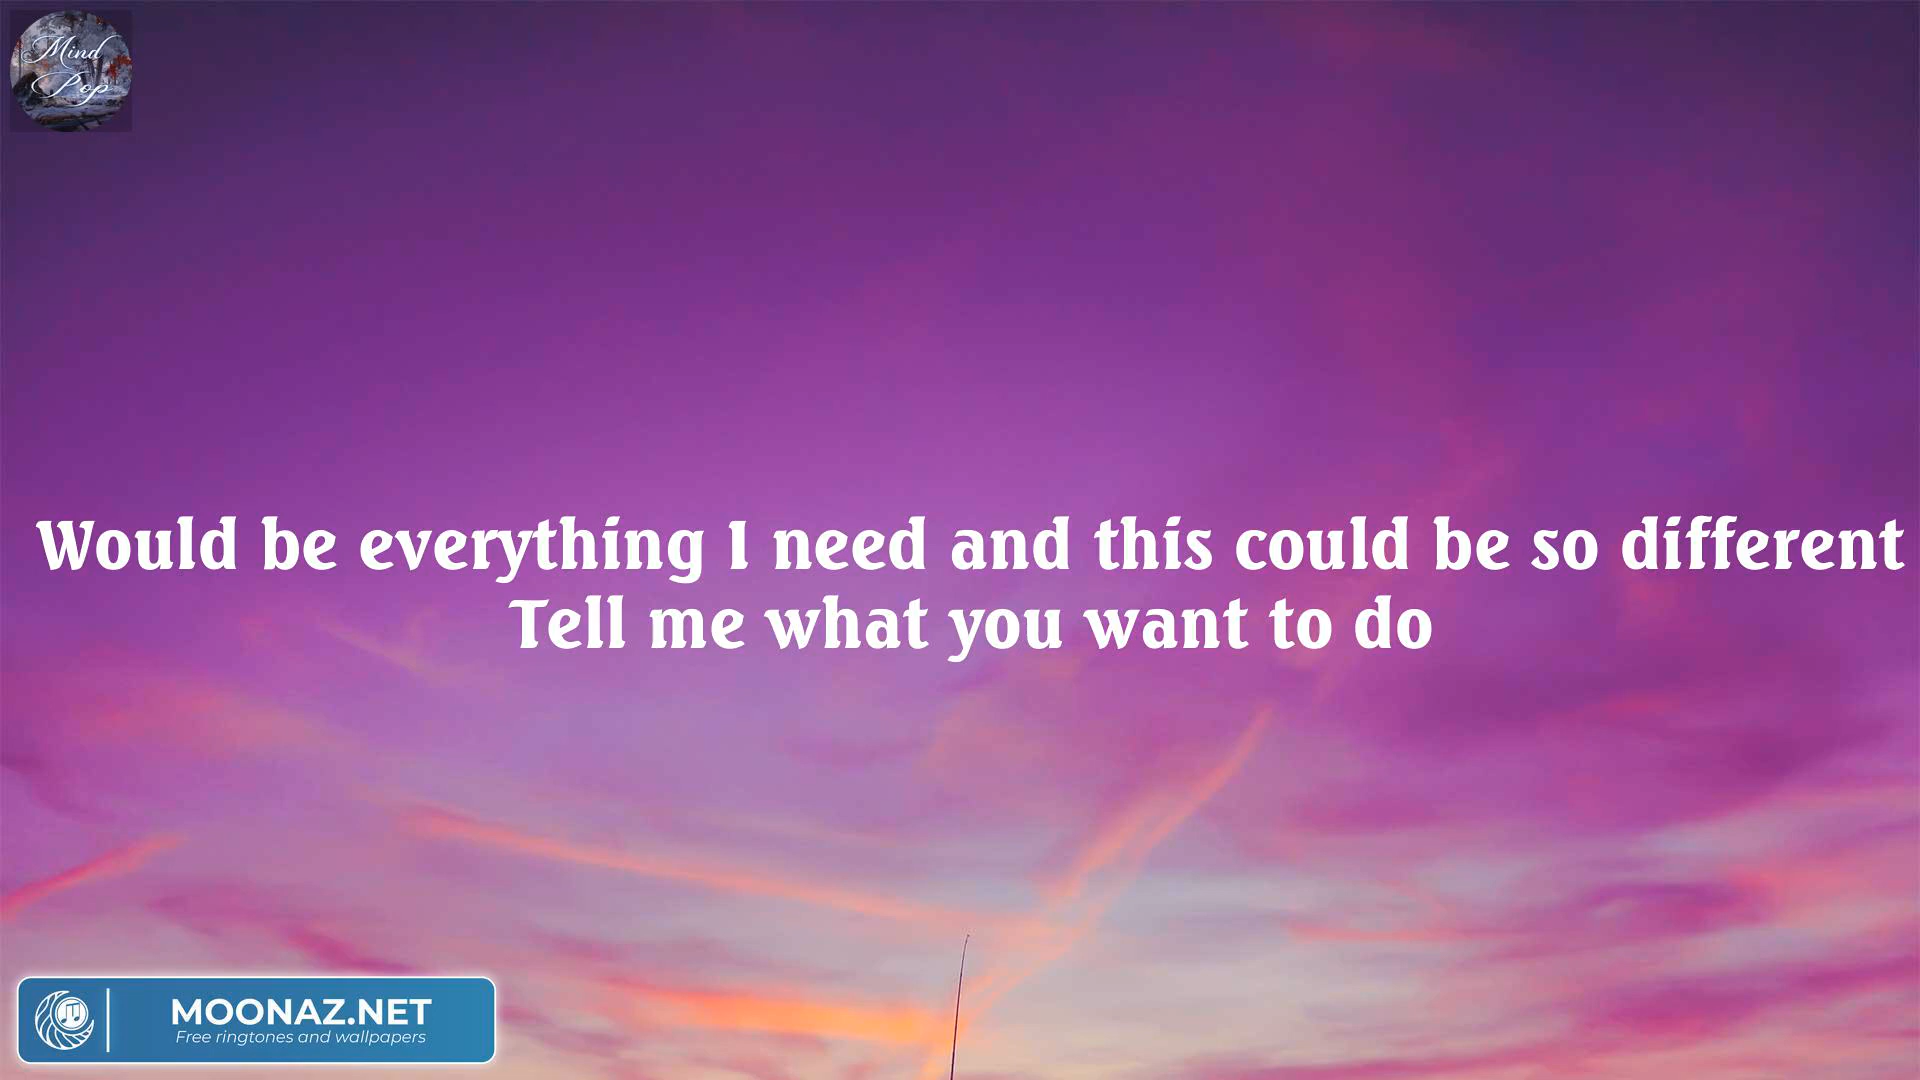 Mind
Pop
Would be everything I need and this could be so different
Tell me what you want to do
MOONAZ.NET
Free ringtones and wallpapers